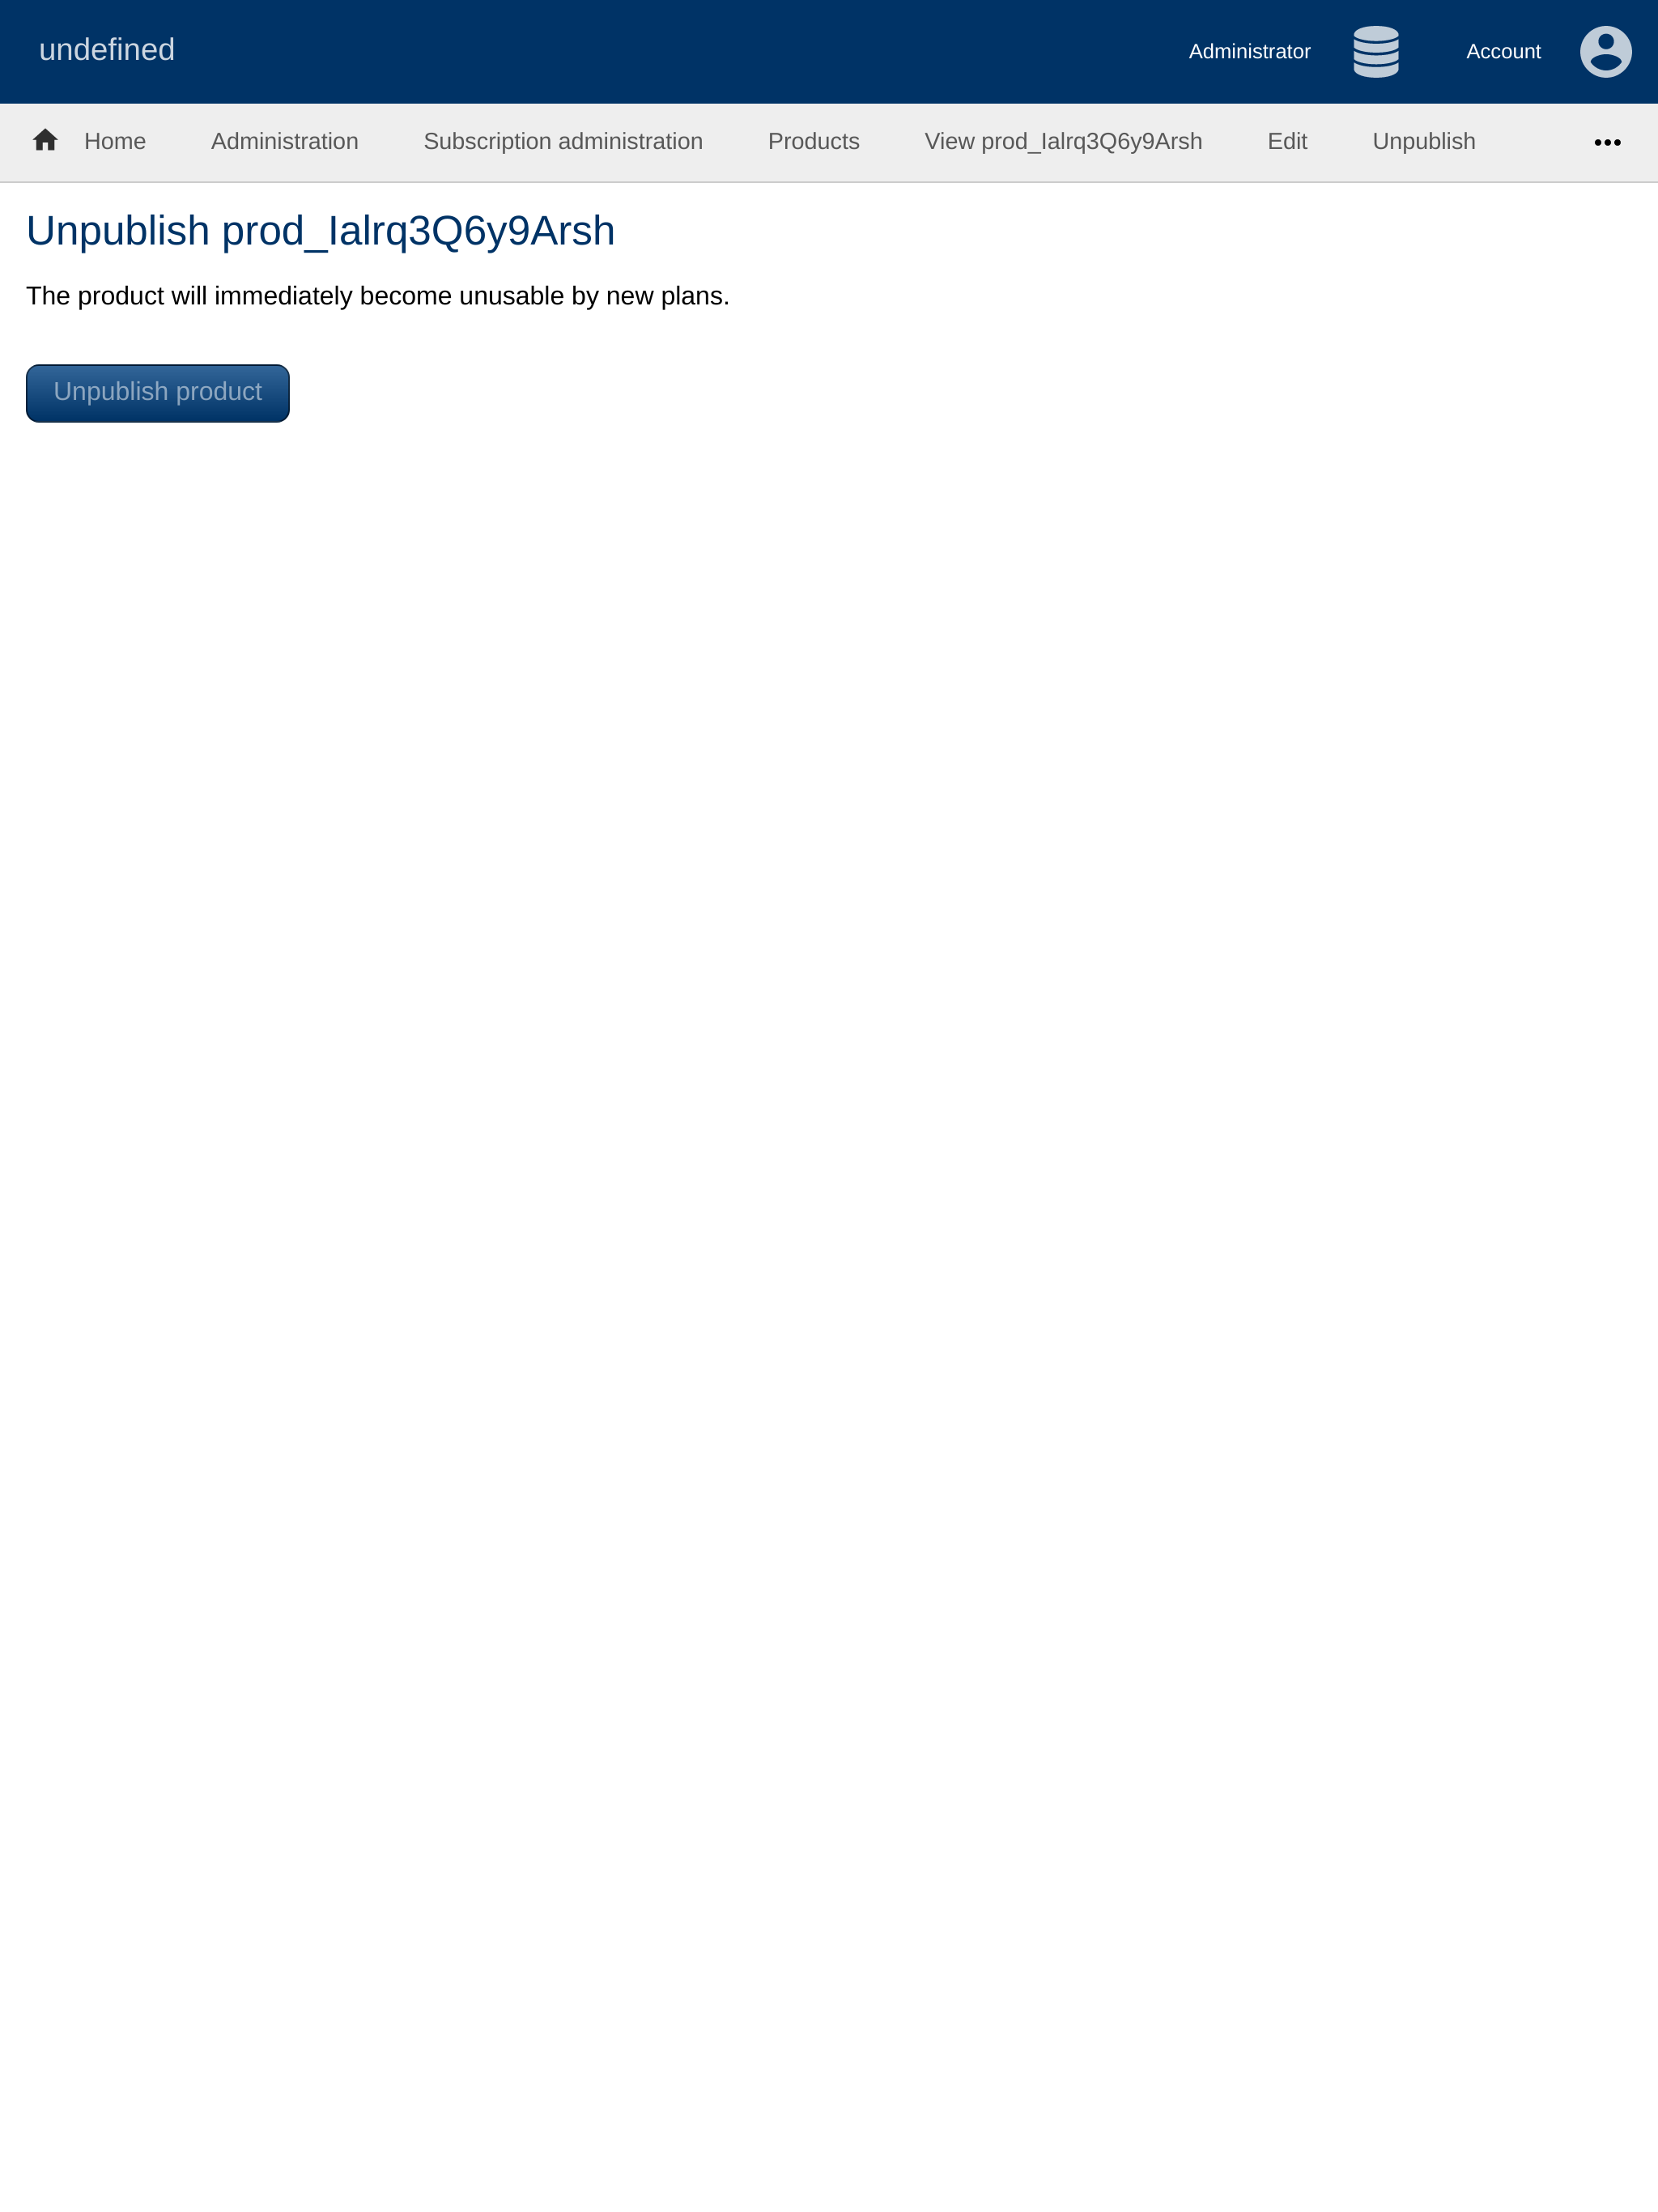 undefined
Administrator Account
Home Administration Subscription administration Products View prod_Ialrq3Q6y9Arsh Edit Unpublish
Unpublish prod_Ialrq3Q6y9Arsh
The product will immediately become unusable by new plans.
Unpublish product